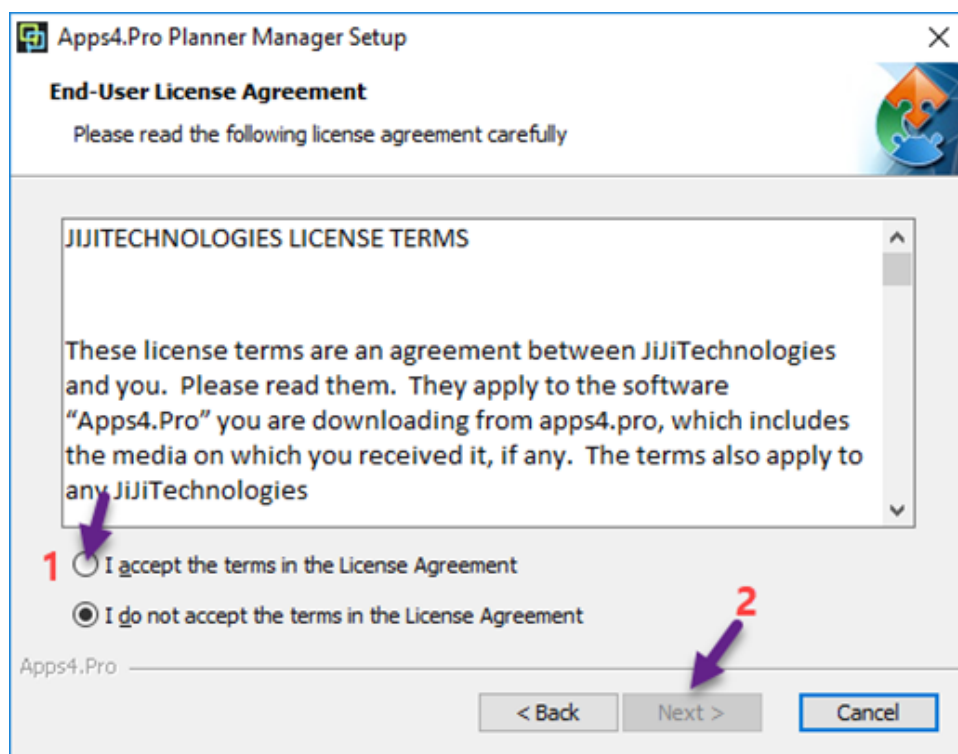 Apps4.Pro Planner Manager Setup
End-User License Agreement
Please read the following license agreement carefully
JIJITECHNOLOGIES LICENSE TERMS
These license terms are an agreement between JiJiTechnologies
and you.  Please read them.  They apply to the software
“Apps4.Pro” you are downloading from apps4.pro, which includes
the media on which you received it, if any.  The terms also apply to
any JiJiTechnologies
1 I accept the terms in the License Agreement
I do not accept the terms in the License Agreement
2
Apps4.Pro
< Back Next > Cancel